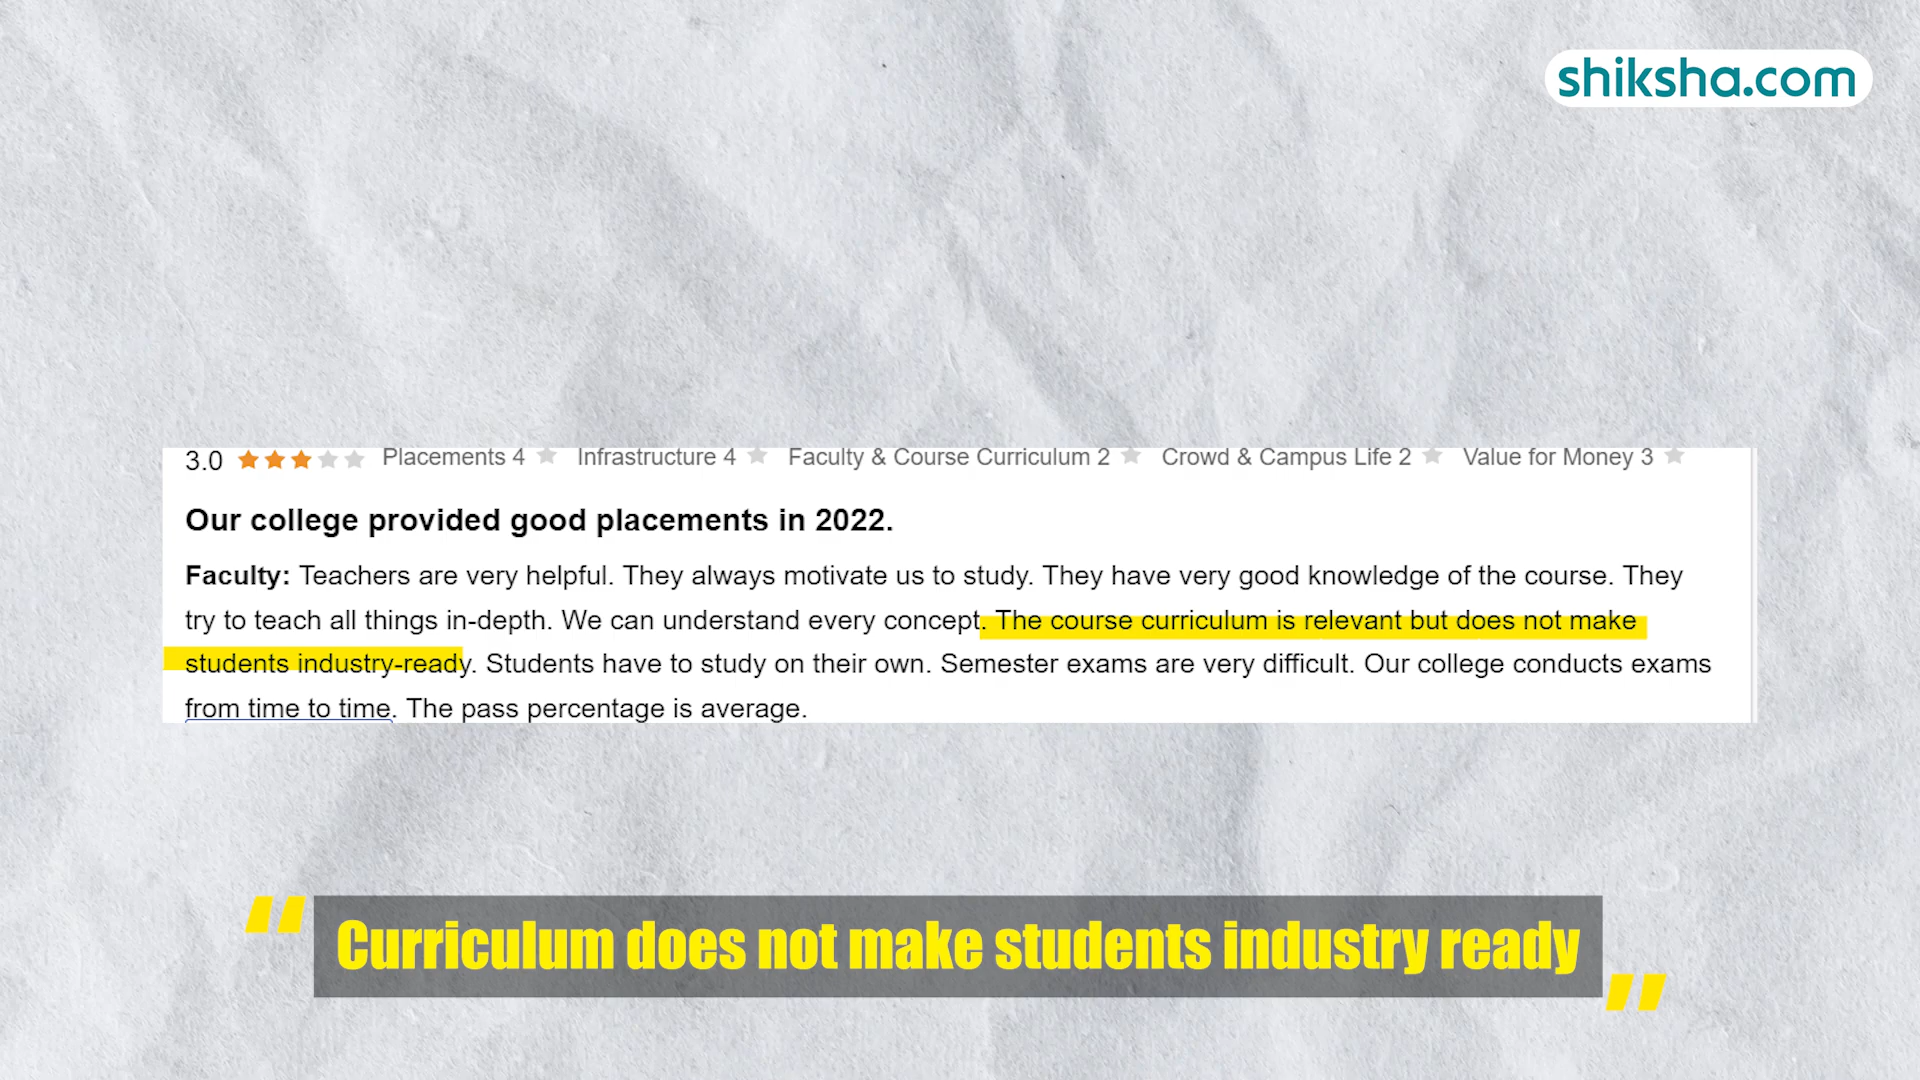 shiksha.com
3.0 Placements 4 Infrastructure 4 Faculty & Course Curriculum 2 Crowd & Campus Life 2 Value for Money 3
Our college provided good placements in 2022.
Faculty: Teachers are very helpful. They always motivate us to study. They have very good knowledge of the course. They
try to teach all things in-depth. We can understand every concept. The course curriculum is relevant but does not make
students industry-ready. Students have to study on their own. Semester exams are very difficult. Our college conducts exams
from time to time. The pass percentage is average.
"Curriculum does not make students industry ready"